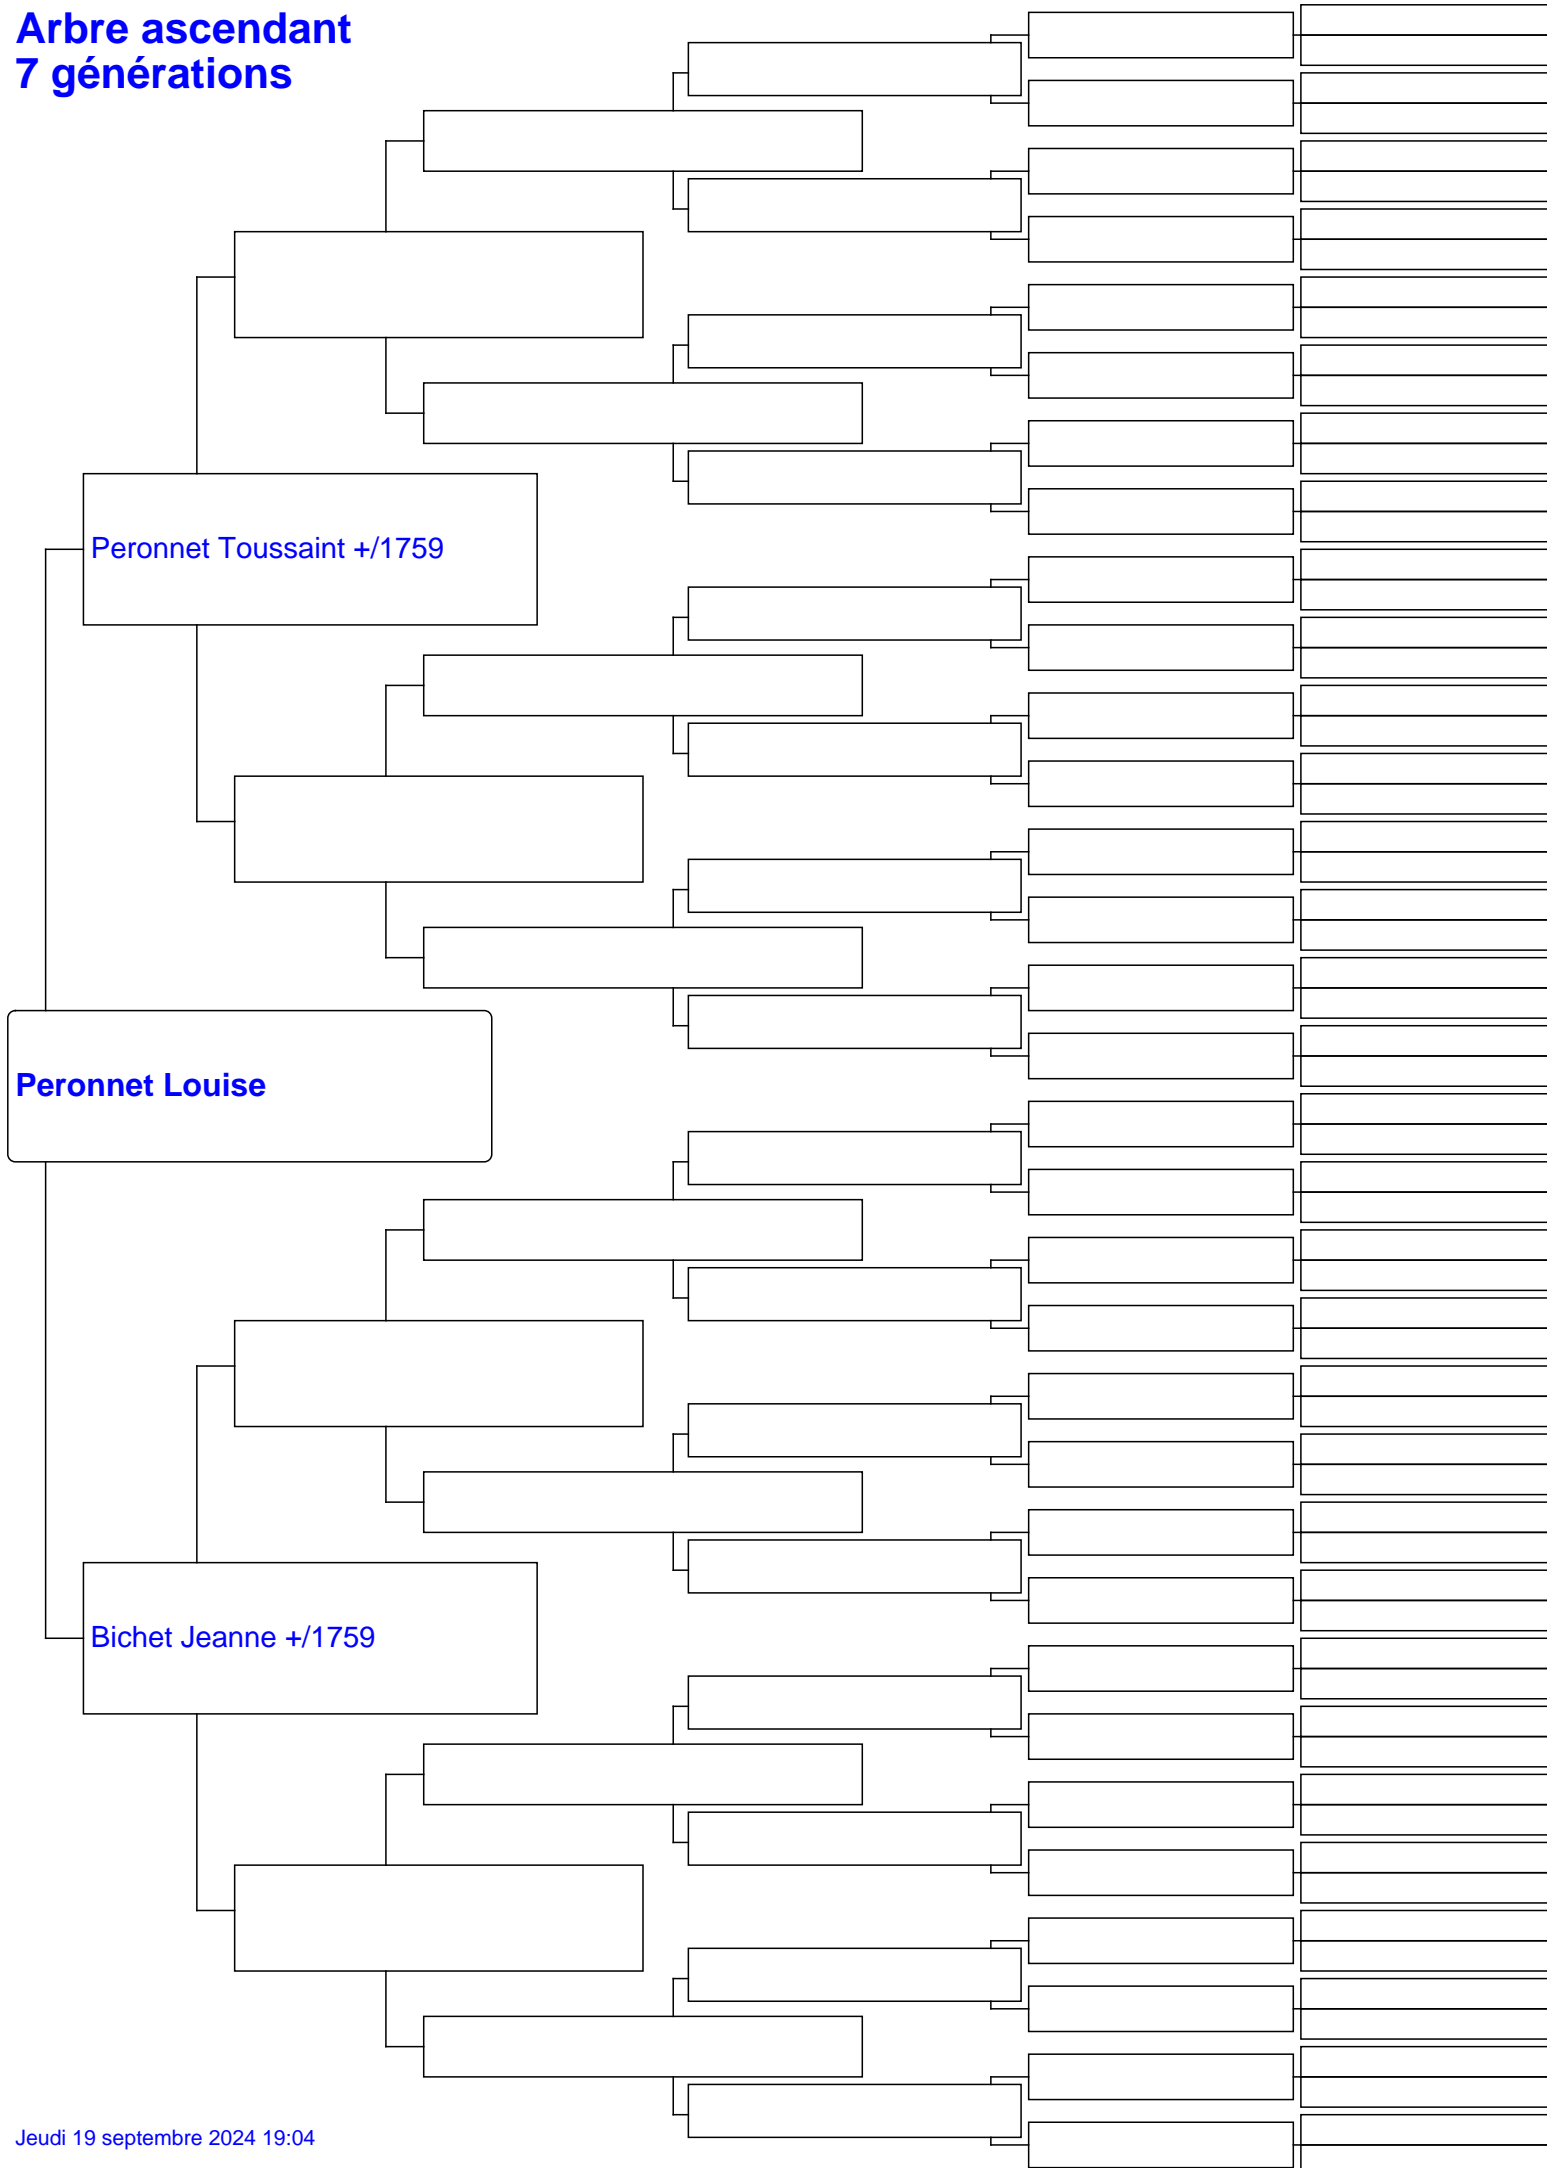 Arbre ascendant
7 générations
Peronnet Toussaint +/1759
Peronnet Louise
Bichet Jeanne +/1759
Jeudi 19 septembre 2024 19:04